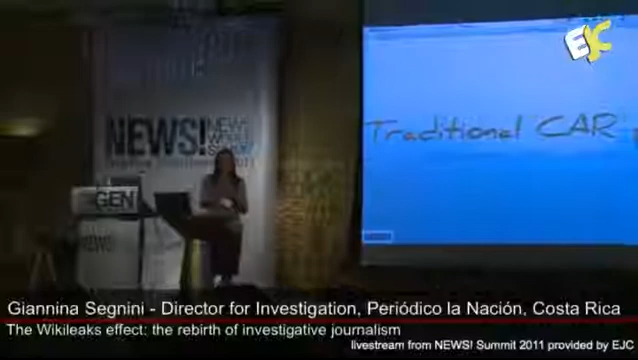 EJC
NEWS!
Traditional CAR
GEN
NEWS
Giannina Segnini - Director for Investigation, Periódico la Nación, Costa Rica
The Wikileaks effect: the rebirth of investigative journalism
livestream from NEWS! Summit 2011 provided by EJC